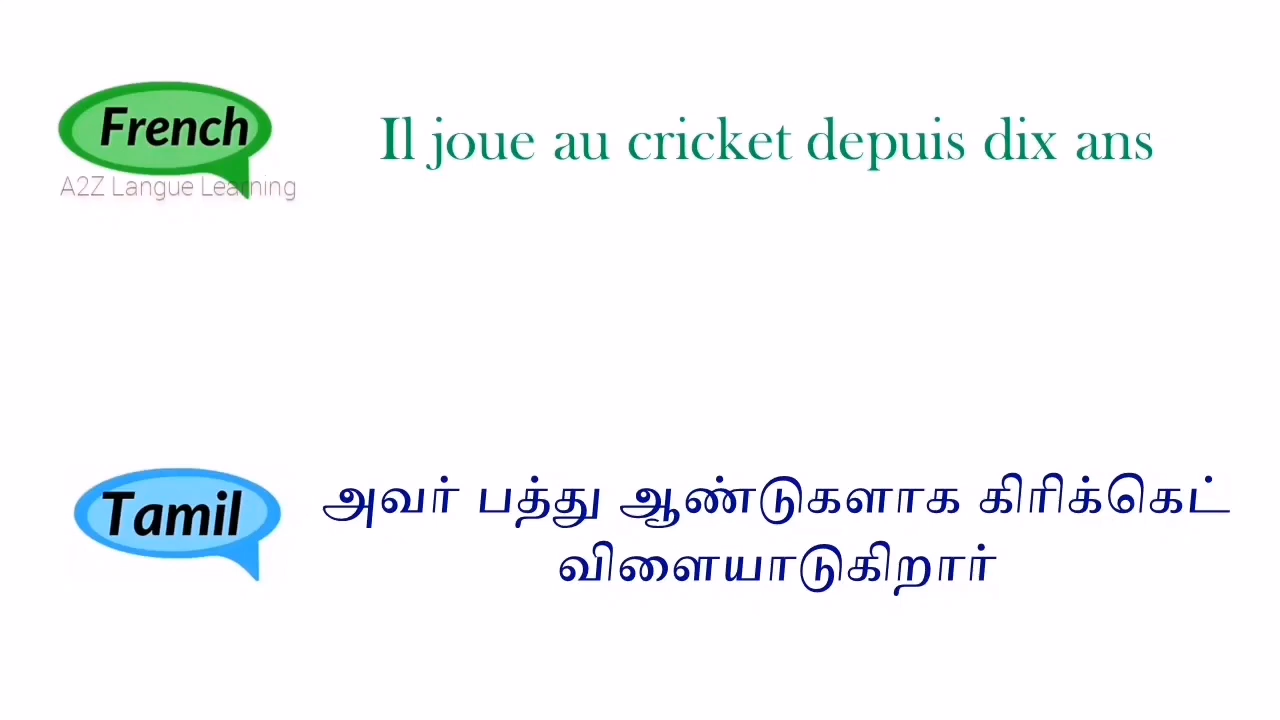 French
A2Z Langue Learning
Il joue au cricket depuis dix ans
Tamil
அவர் பத்து ஆண்டுகளாக கிரிக்கெட்
விளையாடுகிறார்